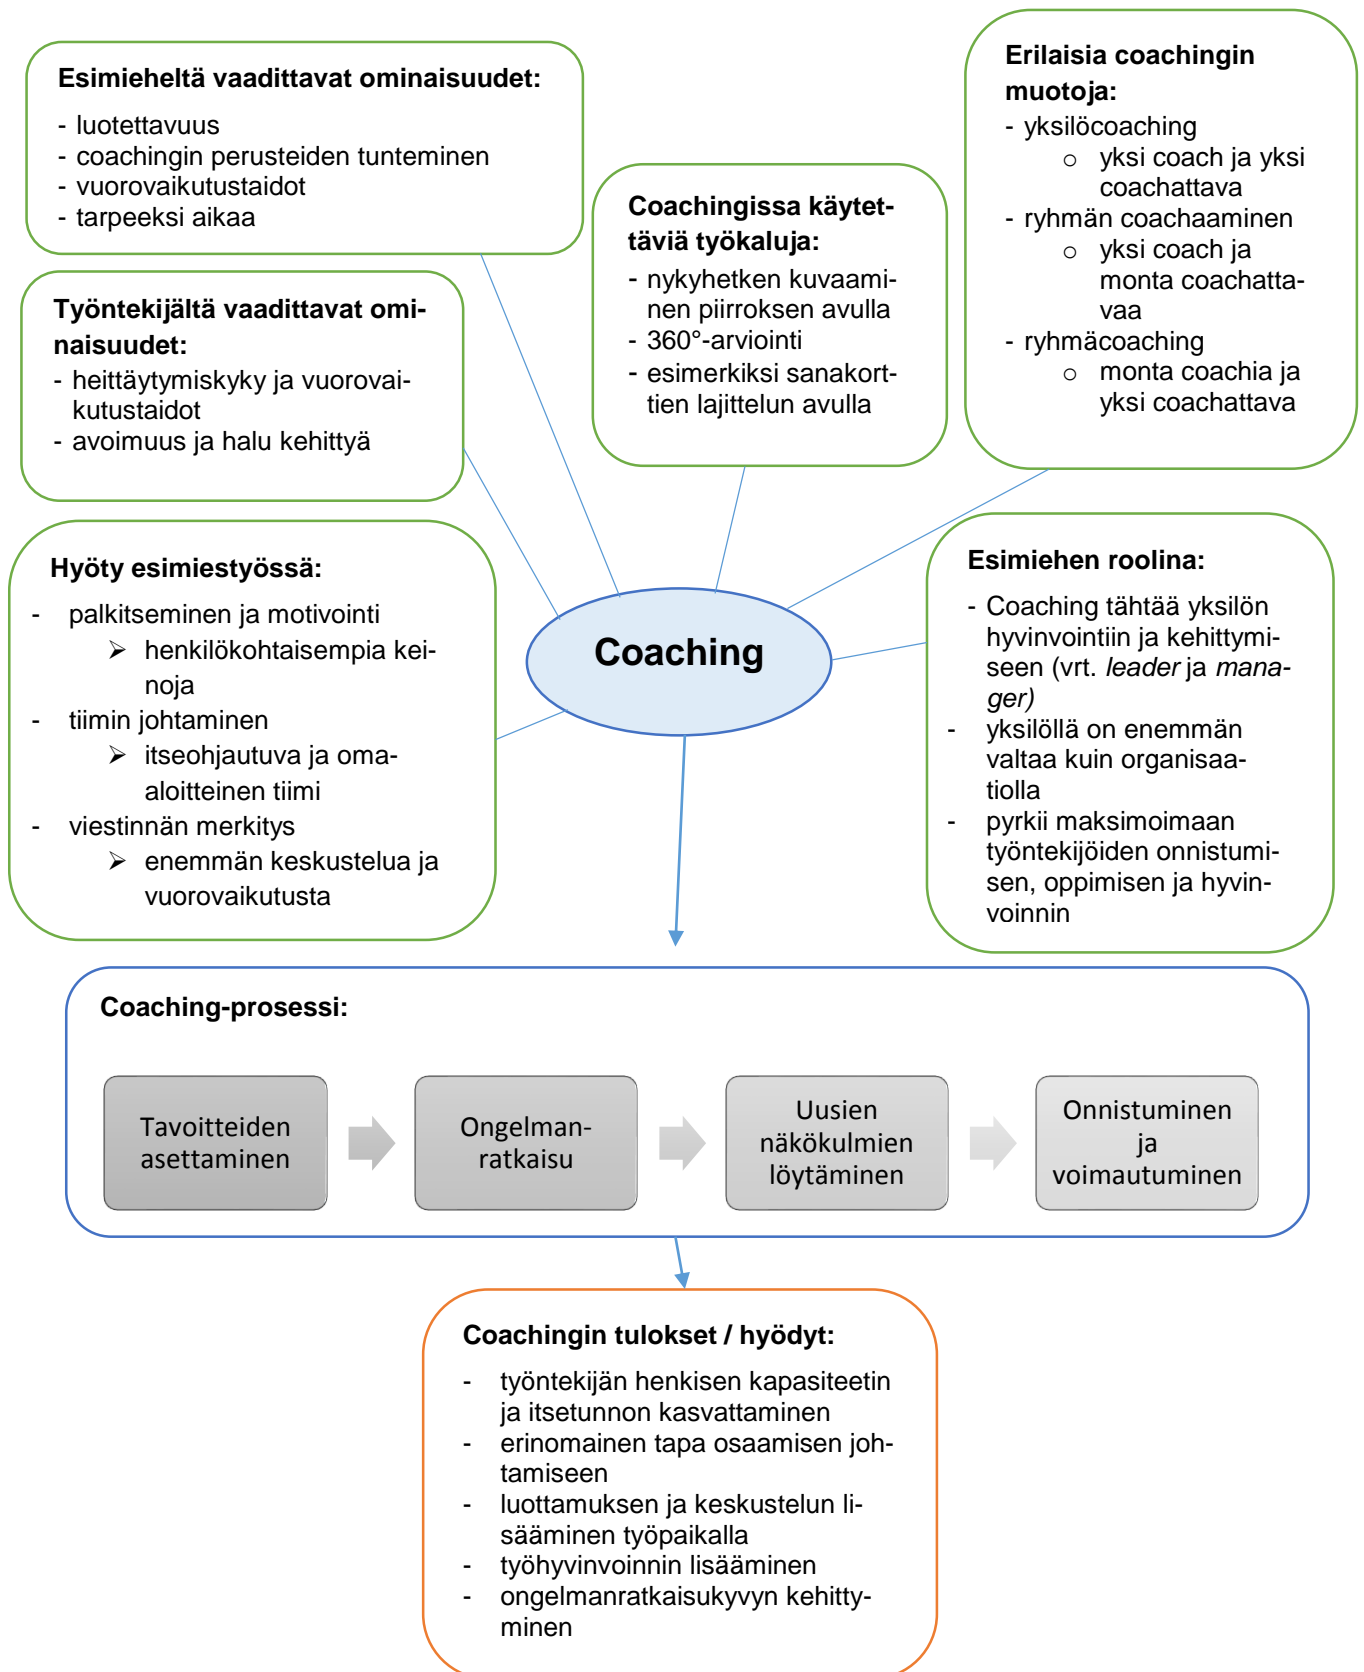 Esimieheltä vaadittavat ominaisuudet:
- luotettavuus
- coachingin perusteiden tunteminen
- vuorovaikutustaidot
- tarpeeksi aikaa
Erilaisia coachingin
muotoja:
- yksilöcoaching
o yksi coach ja yksi
coachattava
- ryhmän coachaaminen
o yksi coach ja
monta coachatta-
vaa
- ryhmäcoaching
o monta coachia ja
yksi coachattava
Coachingissa käytet-
täviä työkaluja:
- nykyhetken kuvaami-
nen piirroksen avulla
- 360°-arviointi
- esimerkiksi sanakort-
tien lajittelun avulla
Työntekijältä vaadittavat omi-
naisuudet:
- heittäytymiskyky ja vuorovai-
kutustaidot
- avoimuus ja halu kehittyä
Hyöty esimiestyössä:
- palkitseminen ja motivointi
➢ henkilökohtaisempia kei-
noja
- tiimin johtaminen
➢ itseohjautuva ja oma-
aloitteinen tiimi
- viestinnän merkitys
➢ enemmän keskustelua ja
vuorovaikutusta
Coaching
Esimiehen roolina:
- Coaching tähtää yksilön
hyvinvointiin ja kehittymi-
seen (vrt. leader ja mana-
ger)
- yksilöllä on enemmän
valtaa kuin organisaa-
tiolla
- pyrkii maksimoimaan
työntekijöiden onnistumi-
sen, oppimisen ja hyvin-
voinnin
Coaching-prosessi:
Tavoitteiden
asettaminen
Ongelman-
ratkaisu
Uusien
näkökulmien
löytäminen
Onnistuminen
ja
voimautuminen
Coachingin tulokset / hyödyt:
- työntekijän henkisen kapasiteetin
ja itsetunnon kasvattaminen
- erinomainen tapa osaamisen joh-
tamiseen
- luottamuksen ja keskustelun li-
sääminen työpaikalla
- työhyvinvoinnin lisääminen
- ongelmanratkaisukyvyn kehitty-
minen